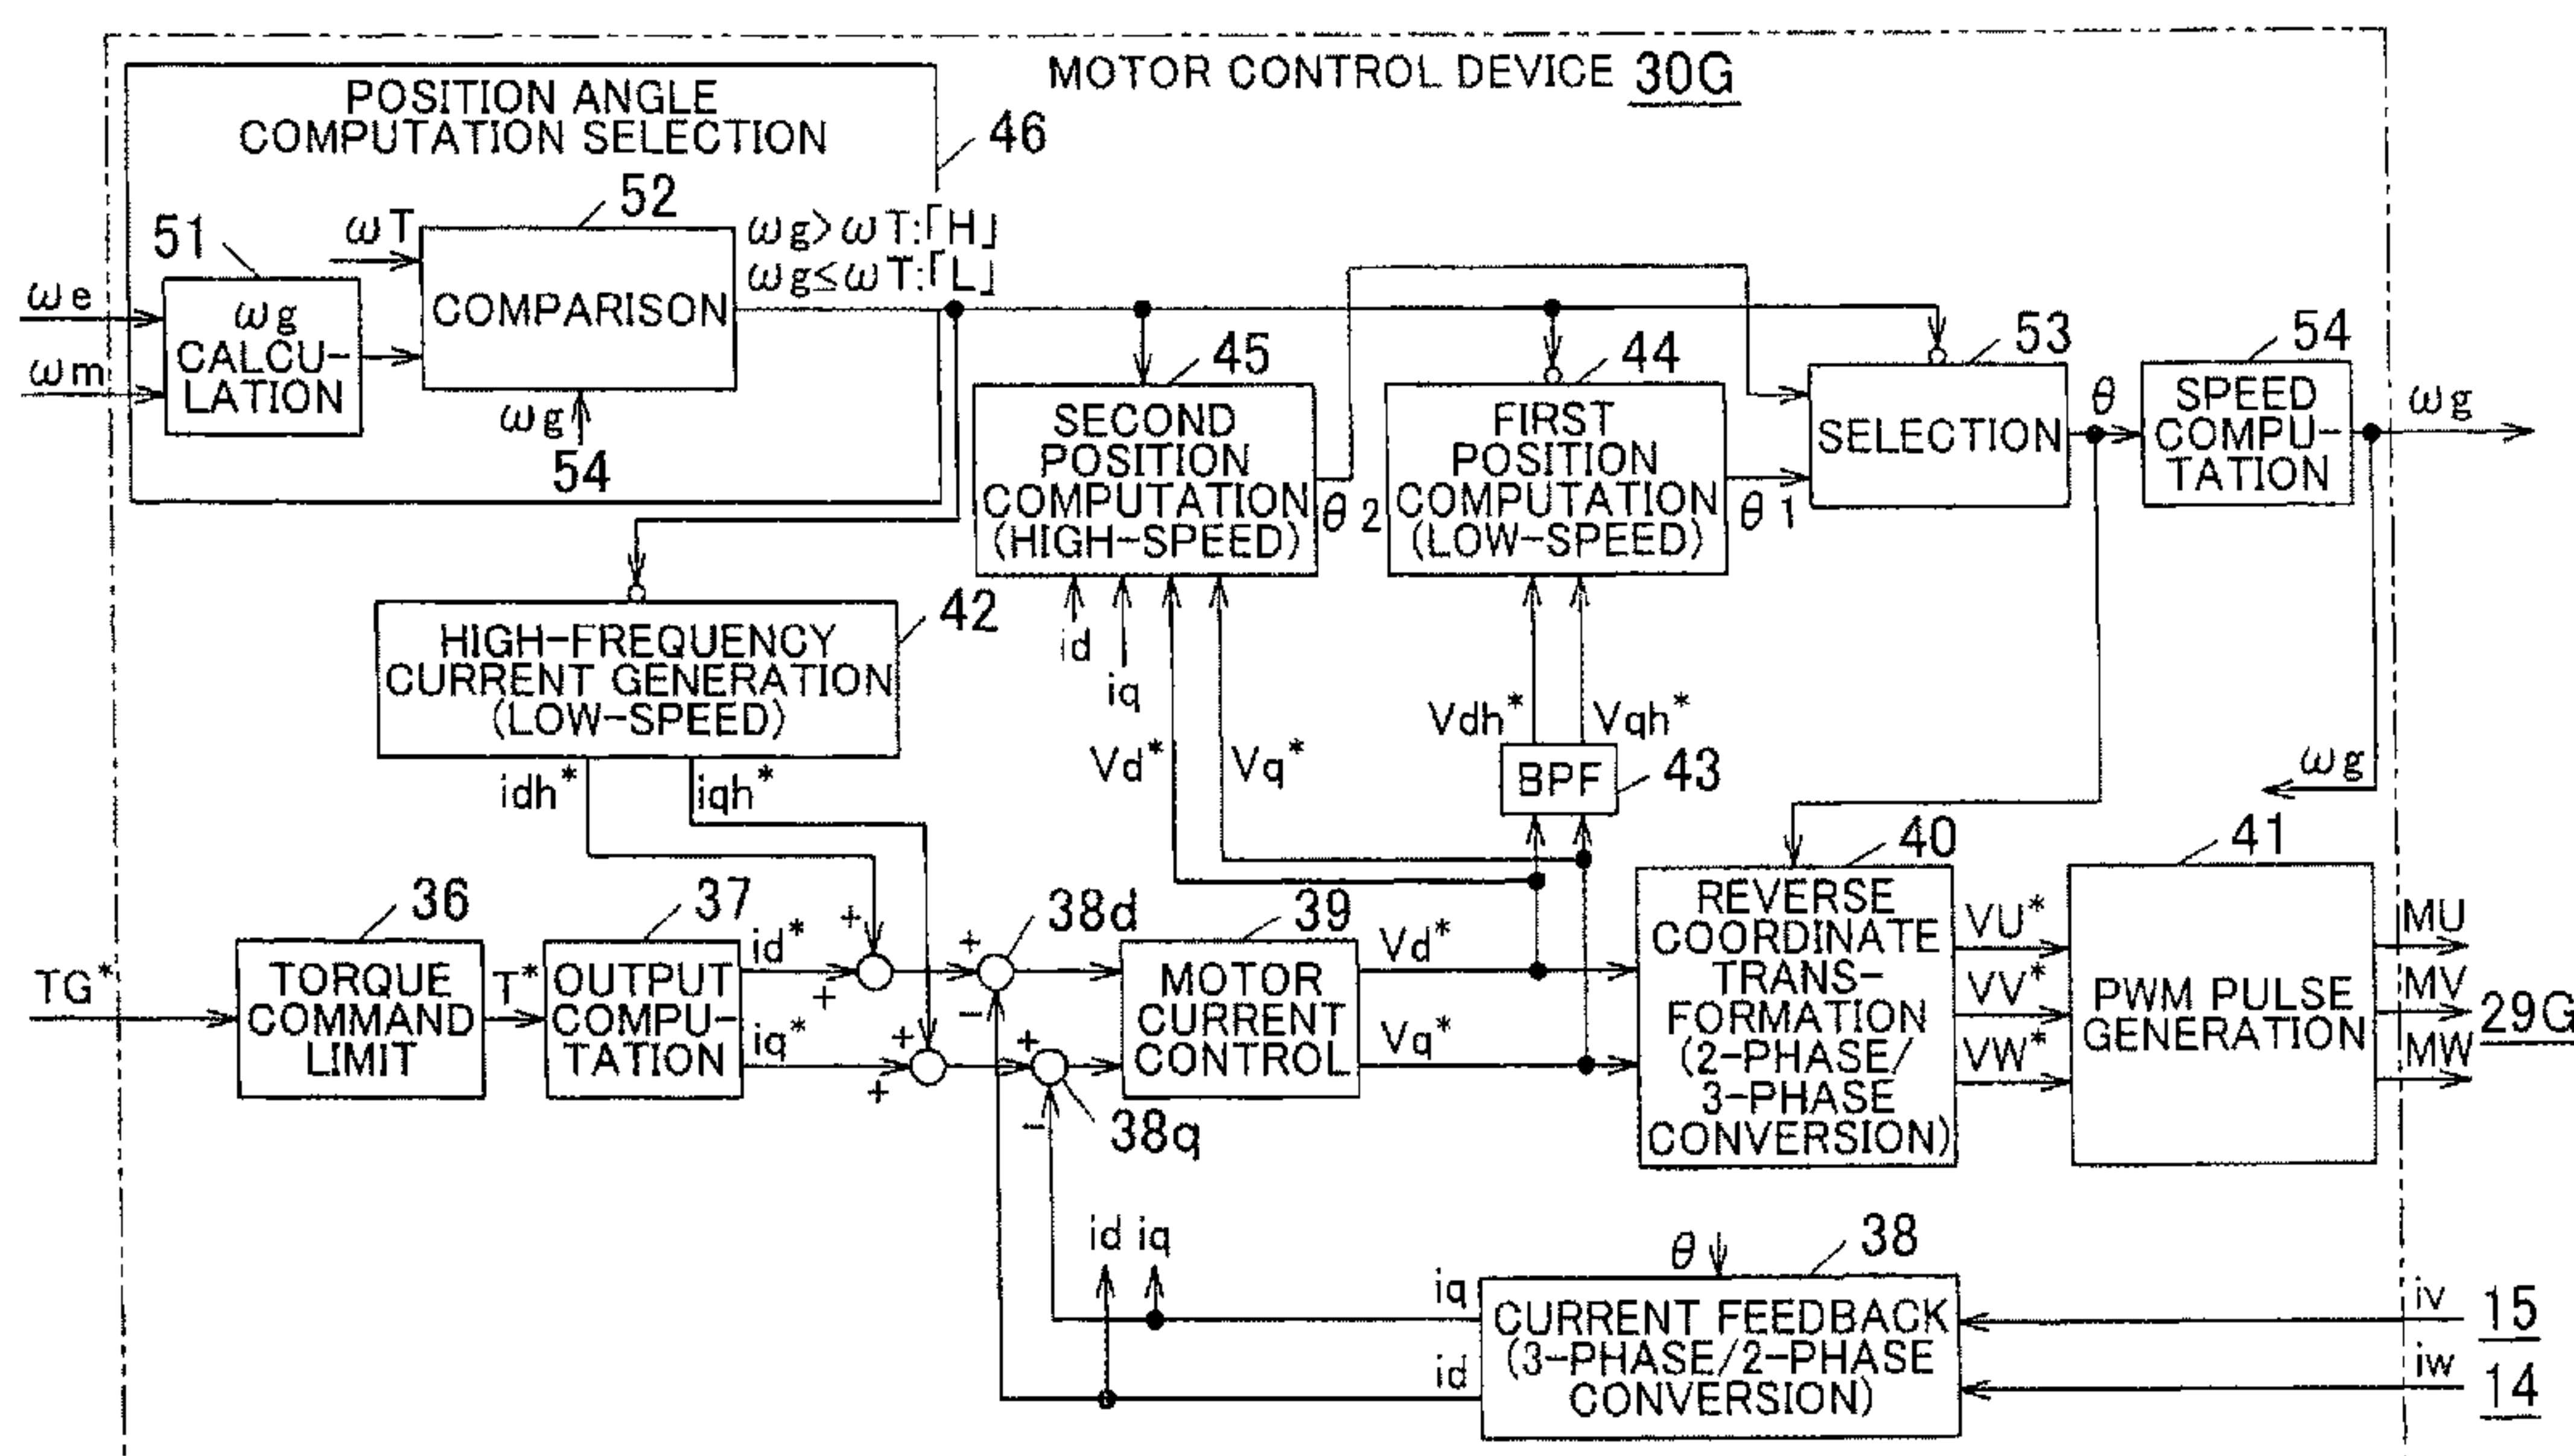 MOTOR CONTROL DEVICE 30G
POSITION ANGLE
COMPUTATION SELECTION
46
52
51
ωT
ωg>ωT:「H」
ωg≤ωT:「L」
ωe
ωm
ωg
CALCU-
LATION
COMPARISON
ωg
54
45
SECOND
POSITION
COMPUTATION
(HIGH-SPEED)
θ2
44
FIRST
POSITION
COMPUTATION
(LOW-SPEED)
θ1
53
SELECTION
θ
54
SPEED
COMPU-
TATION
ωg
ωg
42
HIGH-FREQUENCY
CURRENT GENERATION
(LOW-SPEED)
idh*
iqh*
id
iq
Vd*
Vq*
Vdh*
Vqh*
BPF
43
TG*
36
TORQUE
COMMAND
LIMIT
T*
37
OUTPUT
COMPU-
TATION
id*
iq*
+
+
+
+
+
−
+
−
38d
38q
39
MOTOR
CURRENT
CONTROL
Vd*
Vq*
40
REVERSE
COORDINATE
TRANS-
FORMATION
(2-PHASE/
3-PHASE
CONVERSION)
VU*
VV*
VW*
41
PWM PULSE
GENERATION
MU
MV
MW
29G
id iq
iq
id
θ
38
CURRENT FEEDBACK
(3-PHASE/2-PHASE
CONVERSION)
iv
15
iw
14